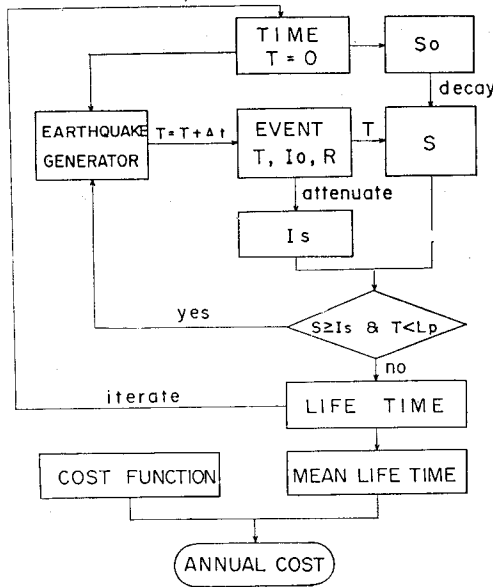 TIME
T = 0
So
decay
EARTHQUAKE
GENERATOR
T = T + Δt
EVENT
T, Io, R
T
S
attenuate
Is
yes
S≥Is & T<Lp
no
iterate
LIFE TIME
COST FUNCTION
MEAN LIFE TIME
ANNUAL COST